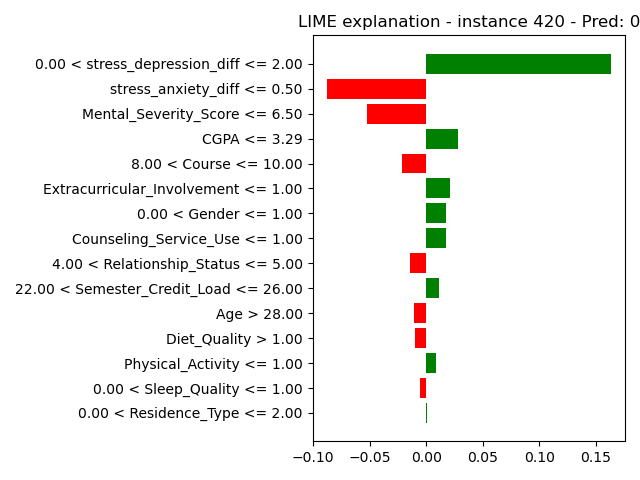 LIME explanation - instance 420 - Pred: 0
0.00 < stress_depression_diff <= 2.00
stress_anxiety_diff <= 0.50
Mental_Severity_Score <= 6.50
CGPA <= 3.29
8.00 < Course <= 10.00
Extracurricular_Involvement <= 1.00
0.00 < Gender <= 1.00
Counseling_Service_Use <= 1.00
4.00 < Relationship_Status <= 5.00
22.00 < Semester_Credit_Load <= 26.00
Age > 28.00
Diet_Quality > 1.00
Physical_Activity <= 1.00
0.00 < Sleep_Quality <= 1.00
0.00 < Residence_Type <= 2.00
−0.10 −0.05 0.00 0.05 0.10 0.15